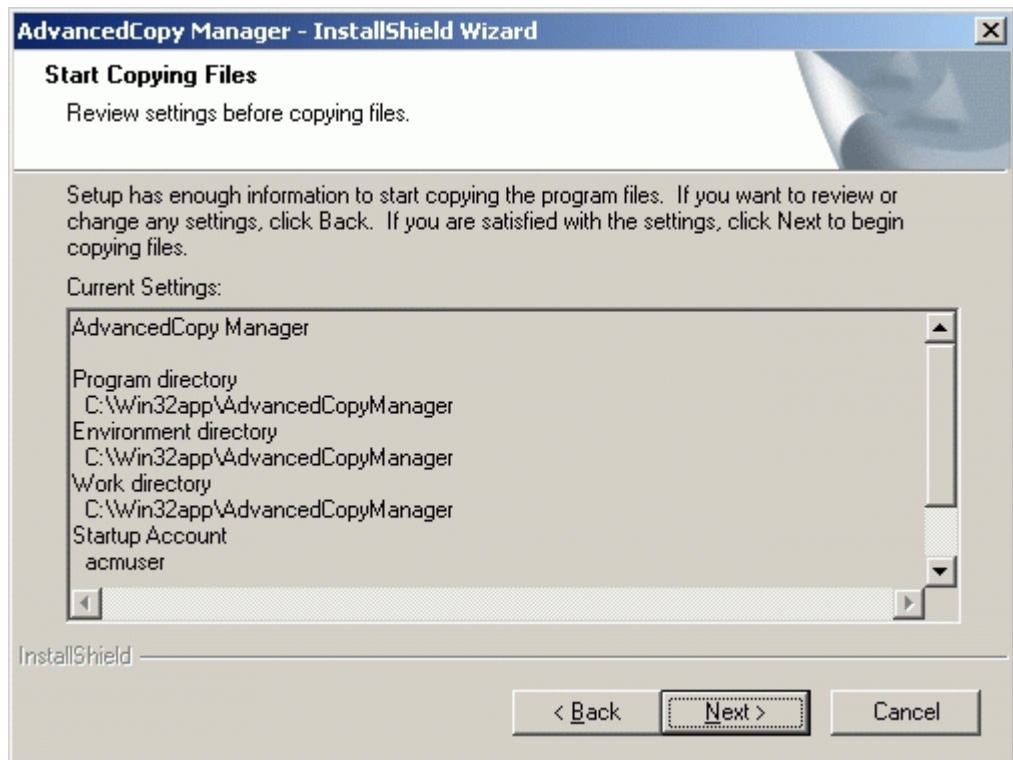 AdvancedCopy Manager - InstallShield Wizard
Start Copying Files
Review settings before copying files.
Setup has enough information to start copying the program files.  If you want to review or
change any settings, click Back.  If you are satisfied with the settings, click Next to begin
copying files.
Current Settings:
AdvancedCopy Manager
Program directory
C:\Win32app\AdvancedCopyManager
Environment directory
C:\Win32app\AdvancedCopyManager
Work directory
C:\Win32app\AdvancedCopyManager
Startup Account
acmuser
InstallShield
< Back
Next >
Cancel